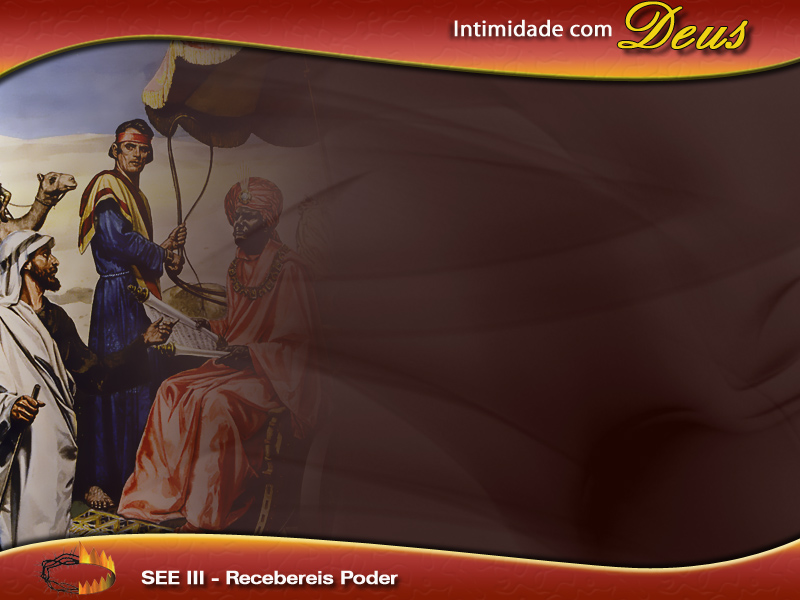 Intimidade com Deus
SEE III - Recebereis Poder